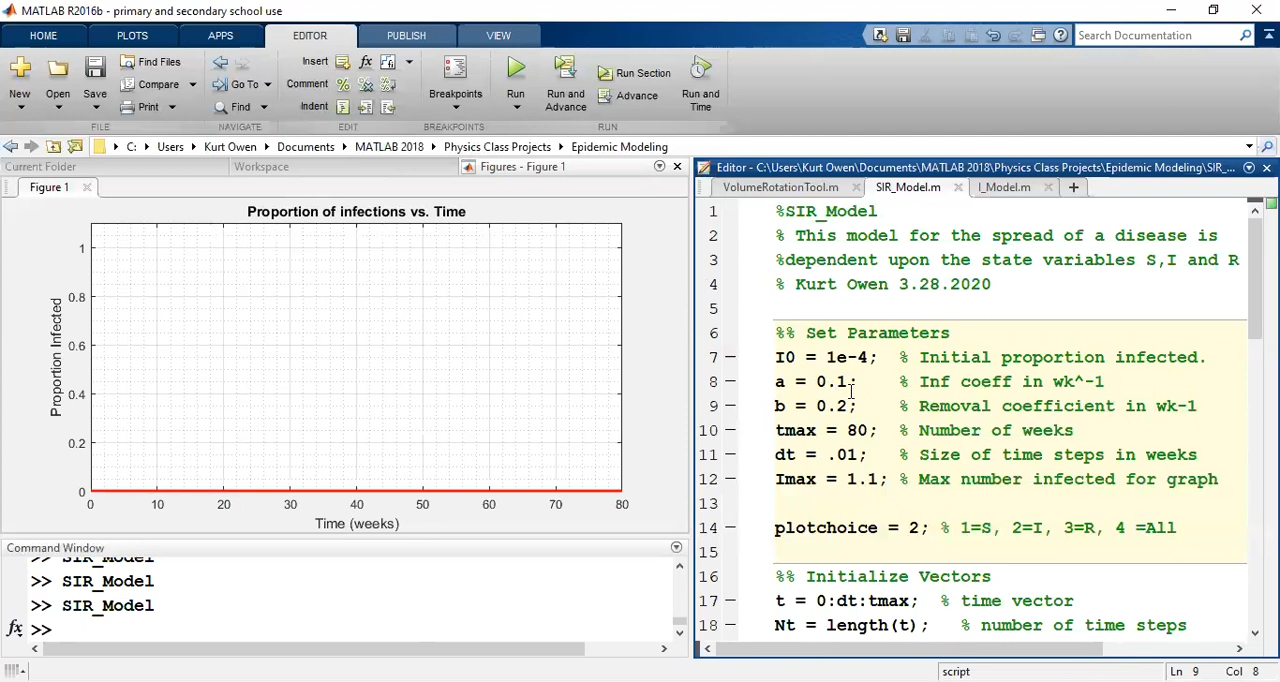 MATLAB R2016b - primary and secondary school use
HOME PLOTS APPS EDITOR PUBLISH VIEW
Search Documentation
New Open Save Find Files Compare Print
FILE
Go To Find
NAVIGATE
Insert fx
Comment
Indent
EDIT
Breakpoints
BREAKPOINTS
Run Run and Advance Run Section Advance Run and Time
RUN
C: Users Kurt Owen Documents MATLAB 2018 Physics Class Projects Epidemic Modeling
Current Folder Workspace Figures - Figure 1
Figure 1
Proportion of infections vs. Time
Proportion Infected
1
0.8
0.6
0.4
0.2
0
0 10 20 30 40 50 60 70 80
Time (weeks)
Command Window
>> SIR_Model
>> SIR_Model
>> SIR_Model
fx >>
Editor - C:\Users\Kurt Owen\Documents\MATLAB 2018\Physics Class Projects\Epidemic Modeling\SIR_...
VolumeRotationTool.m SIR_Model.m I_Model.m
1 %SIR_Model
2 % This model for the spread of a disease is
3 %dependent upon the state variables S,I and R
4 % Kurt Owen 3.28.2020
5
6 %% Set Parameters
7 I0 = 1e-4; % Initial proportion infected.
8 a = 0.1; % Inf coeff in wk^-1
9 b = 0.2; % Removal coefficient in wk-1
10 tmax = 80; % Number of weeks
11 dt = .01; % Size of time steps in weeks
12 Imax = 1.1; % Max number infected for graph
13
14 plotchoice = 2; % 1=S, 2=I, 3=R, 4 =All
15
16 %% Initialize Vectors
17 t = 0:dt:tmax; % time vector
18 Nt = length(t); % number of time steps
script Ln 9 Col 8